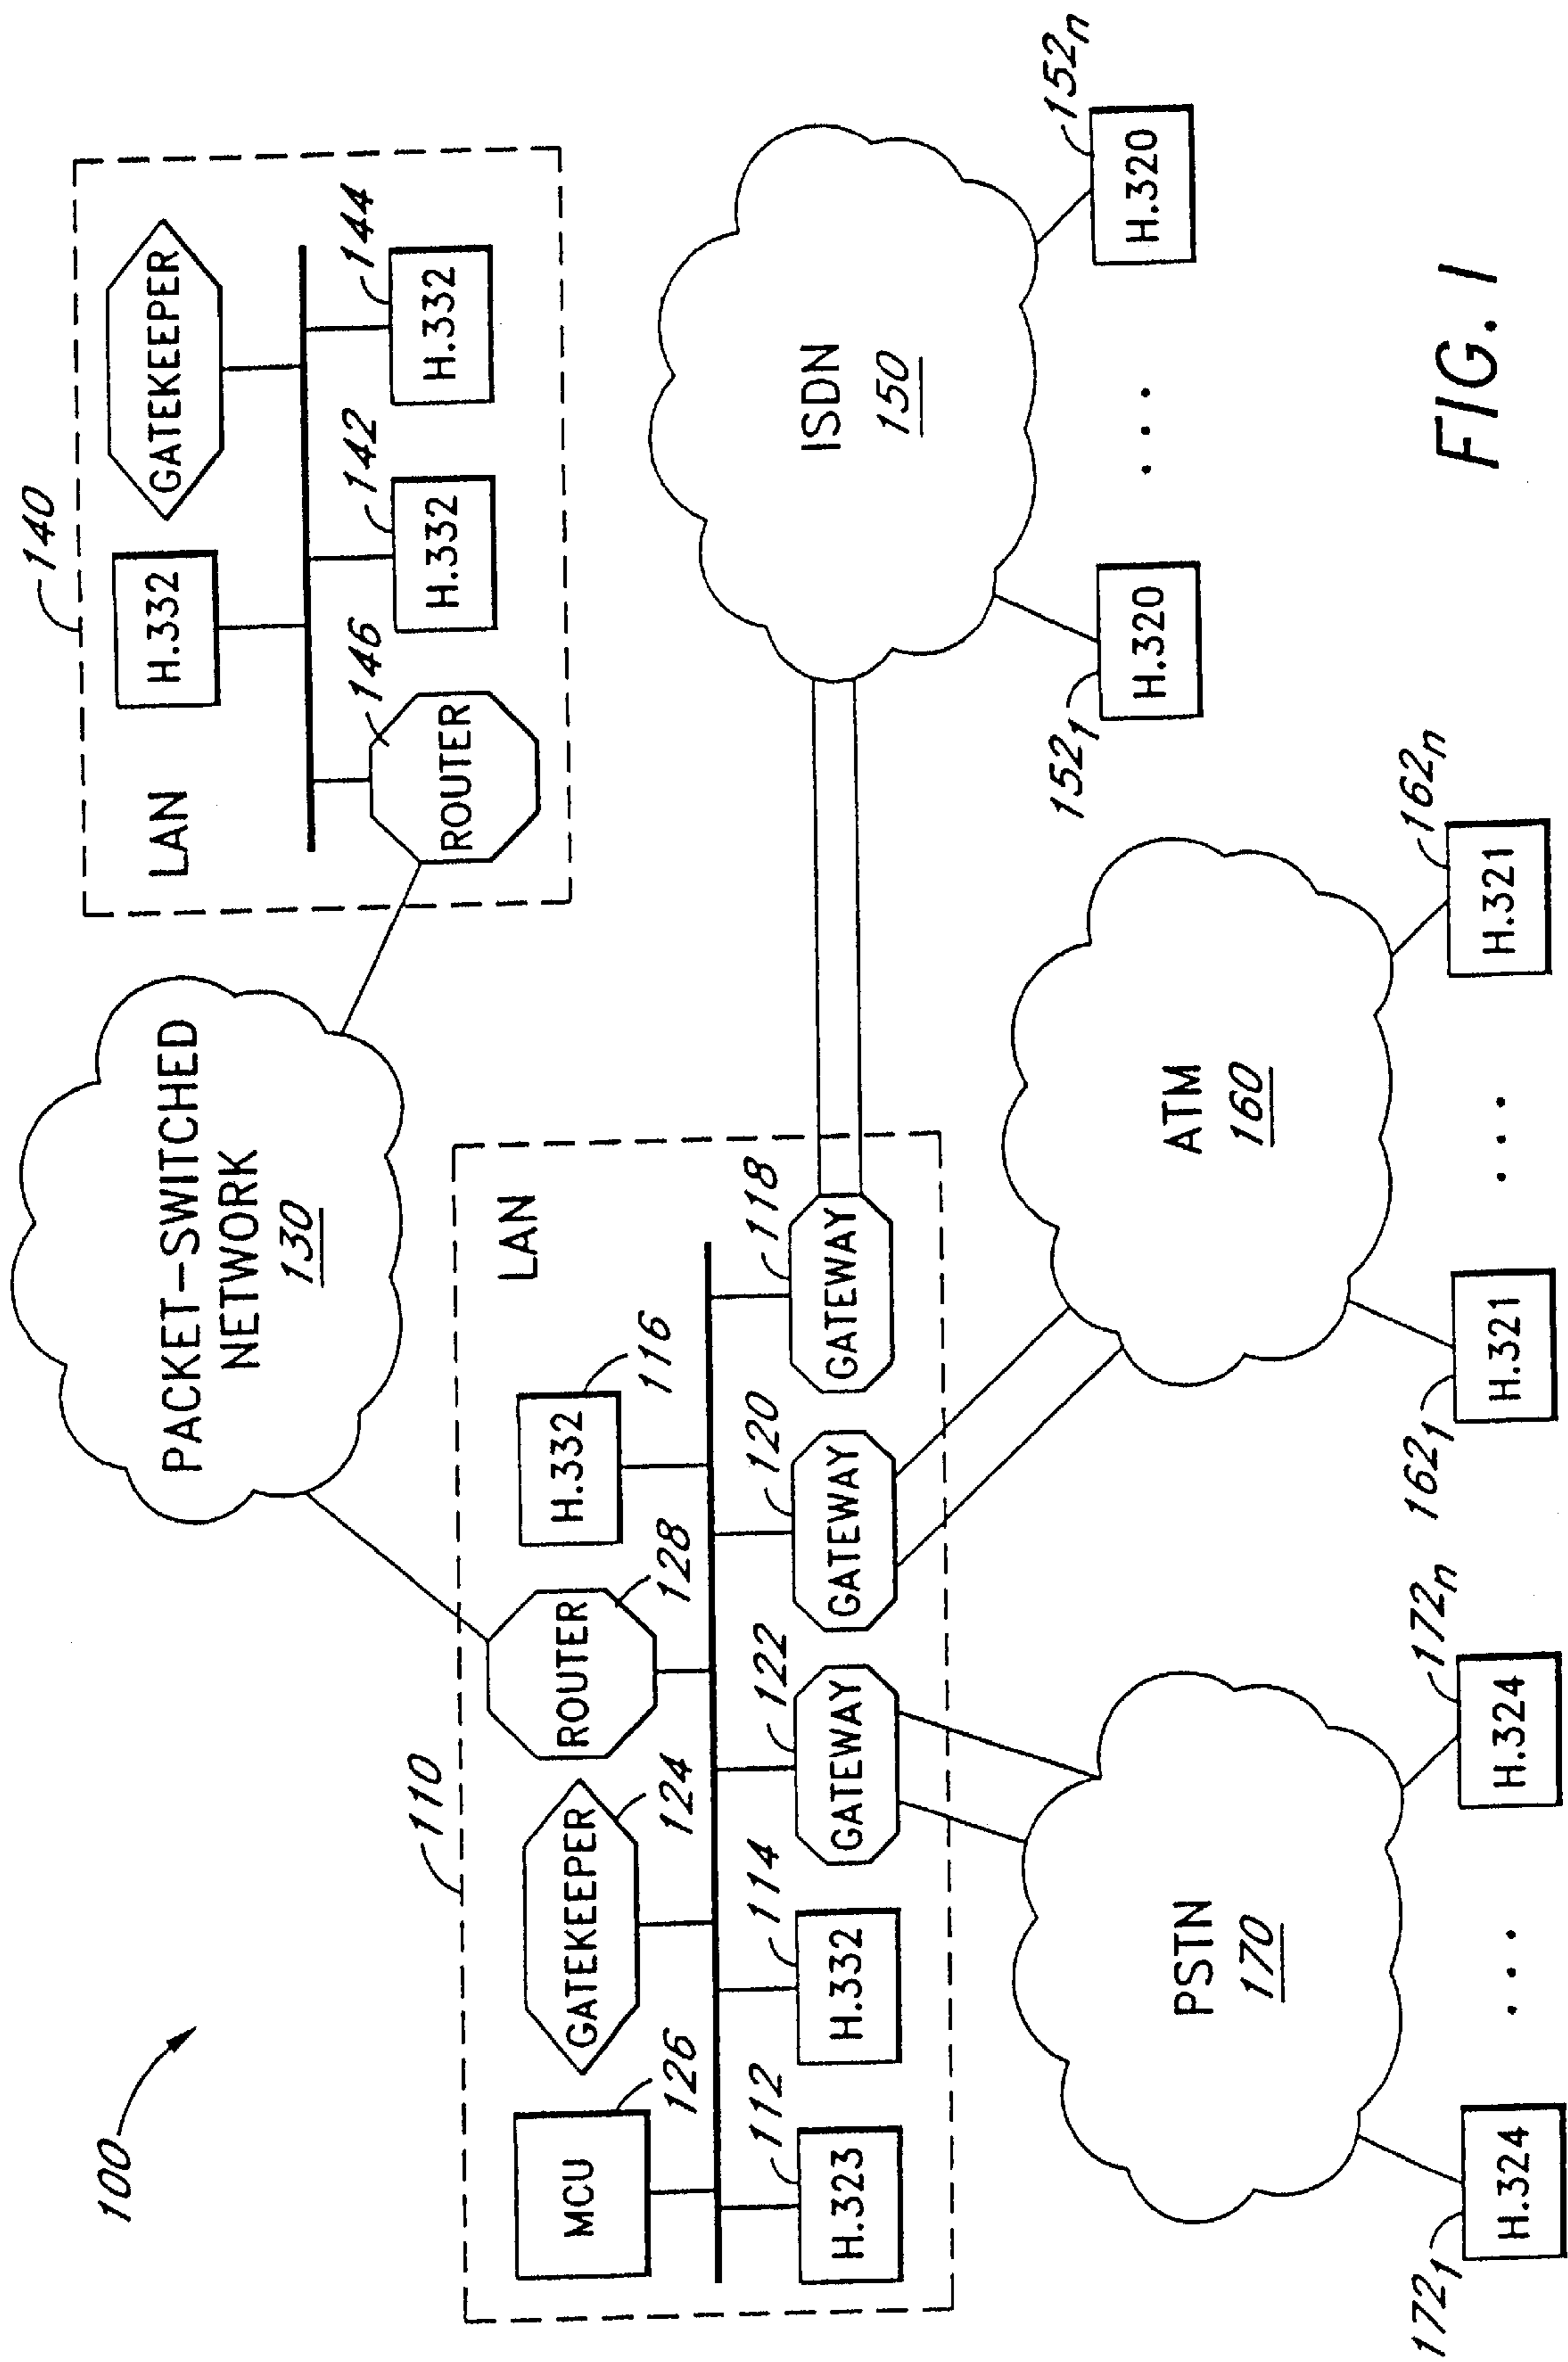 100
PACKET-SWITCHED
NETWORK
130
140
LAN
H.332
GATEKEEPER
146
ROUTER
142
H.332
144
H.332
110
LAN
MCU
126
GATEKEEPER
124
ROUTER
128
H.332
116
112
H.323
114
H.332
122
GATEWAY
120
GATEWAY
118
GATEWAY
ISDN
150
152₁
H.320
. . .
152ₙ
H.320
PSTN
170
172₁
H.324
. . .
172ₙ
H.324
ATM
160
162₁
H.321
. . .
162ₙ
H.321
FIG. 1